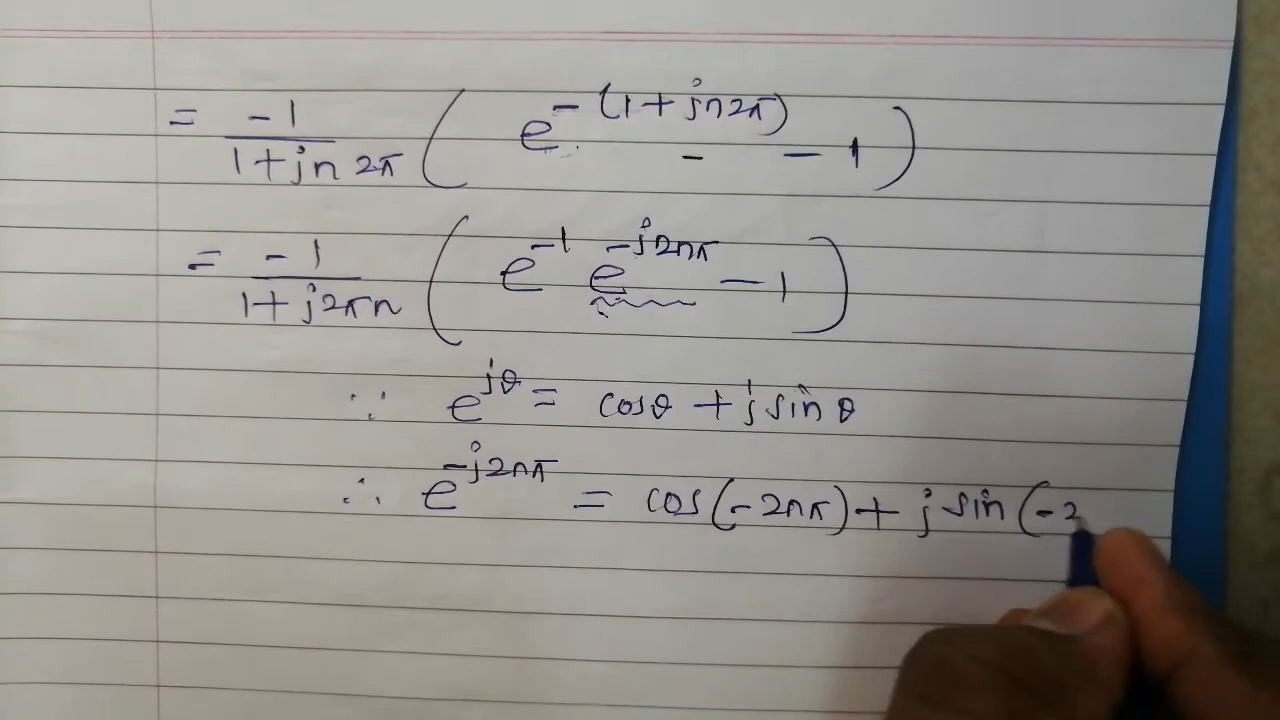 = -1/(1+jn2π) ( e^-(1+jn2π) - - 1 )
= -1/(1+j2πn) ( e^-1 e^-j2nπ - 1 )
∵ e^jθ = cosθ + j sinθ
∴ e^-j2nπ = cos(-2nπ) + j sin(-2